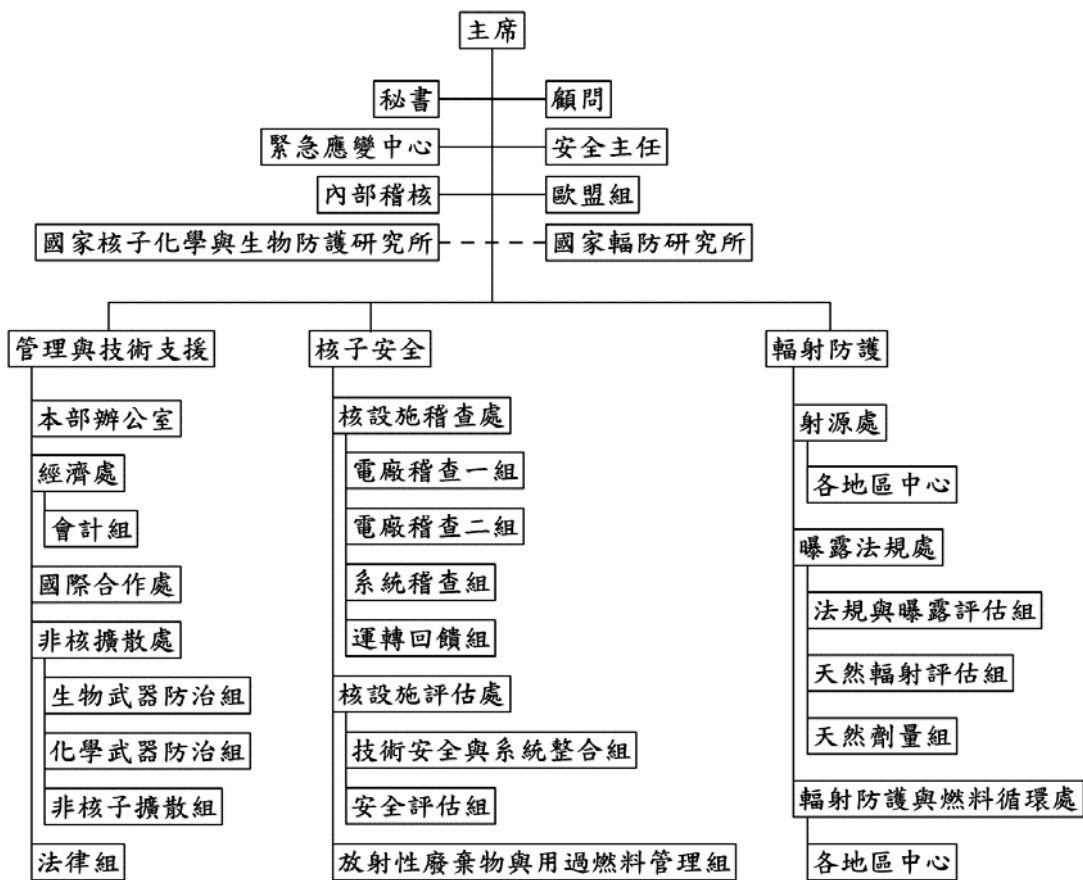 主席
秘書
顧問
緊急應變中心
安全主任
內部稽核
歐盟組
國家核子化學與生物防護研究所
國家輻防研究所
管理與技術支援
本部辦公室
經濟處
會計組
國際合作處
非核擴散處
生物武器防治組
化學武器防治組
非核子擴散組
法律組
核子安全
核設施稽查處
電廠稽查一組
電廠稽查二組
系統稽查組
運轉回饋組
核設施評估處
技術安全與系統整合組
安全評估組
放射性廢棄物與用過燃料管理組
輻射防護
射源處
各地區中心
曝露法規處
法規與曝露評估組
天然輻射評估組
天然劑量組
輻射防護與燃料循環處
各地區中心